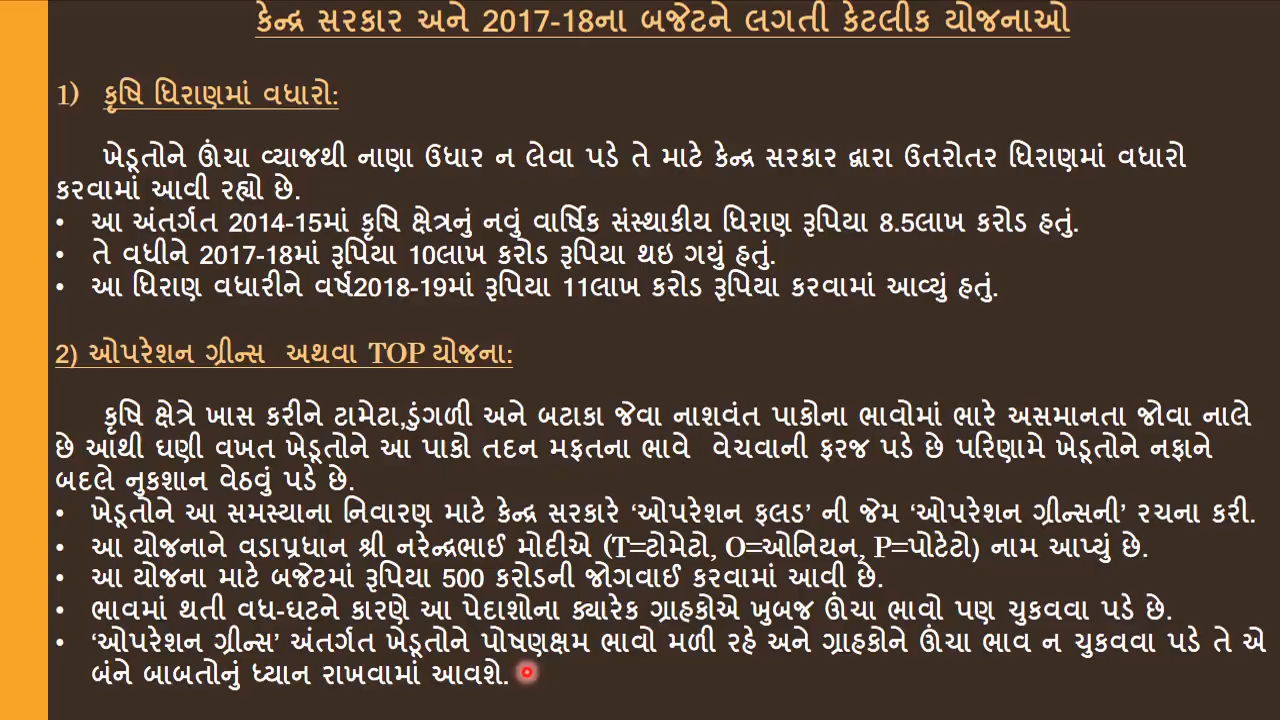 કેન્દ્ર સરકાર અને 2017-18ના બજેટને લગતી કેટલીક યોજનાઓ
1) કૃષિ ધિરાણમાં વધારો:
ખેડૂતોને ઊંચા વ્યાજથી નાણા ઉધાર ન લેવા પડે તે માટે કેન્દ્ર સરકાર દ્વારા ઉતરોતર ધિરાણમાં વધારો
કરવામાં આવી રહ્યો છે.
• આ અંતર્ગત 2014-15માં કૃષિ ક્ષેત્રનું નવું વાર્ષિક સંસ્થાકીય ધિરાણ રૂપિયા 8.5લાખ કરોડ હતું.
• તે વધીને 2017-18માં રૂપિયા 10લાખ કરોડ રૂપિયા થઇ ગયું હતું.
• આ ધિરાણ વધારીને વર્ષ2018-19માં રૂપિયા 11લાખ કરોડ રૂપિયા કરવામાં આવ્યું હતું.
2) ઓપરેશન ગ્રીન્સ અથવા TOP યોજના:
કૃષિ ક્ષેત્રે ખાસ કરીને ટામેટા,ડુંગળી અને બટાકા જેવા નાશવંત પાકોના ભાવોમાં ભારે અસમાનતા જોવા નાલે
છે આથી ઘણી વખત ખેડૂતોને આ પાકો તદન મફતના ભાવે વેચવાની ફરજ પડે છે પરિણામે ખેડૂતોને નફાને
બદલે નુકશાન વેઠવું પડે છે.
• ખેડૂતોને આ સમસ્યાના નિવારણ માટે કેન્દ્ર સરકારે ‘ઓપરેશન ફલડ’ ની જેમ ‘ઓપરેશન ગ્રીન્સની’ રચના કરી.
• આ યોજનાને વડાપ્રધાન શ્રી નરેન્દ્રભાઈ મોદીએ (T=ટોમેટો, O=ઓનિયન, P=પોટેટો) નામ આપ્યું છે.
• આ યોજના માટે બજેટમાં રૂપિયા 500 કરોડની જોગવાઈ કરવામાં આવી છે.
• ભાવમાં થતી વધ-ઘટને કારણે આ પેદાશોના ક્યારેક ગ્રાહકોએ ખુબજ ઊંચા ભાવો પણ ચુકવવા પડે છે.
• ‘ઓપરેશન ગ્રીન્સ’ અંતર્ગત ખેડૂતોને પોષણક્ષમ ભાવો મળી રહે અને ગ્રાહકોને ઊંચા ભાવ ન ચુકવવા પડે તે એ
બંને બાબતોનું ધ્યાન રાખવામાં આવશે.